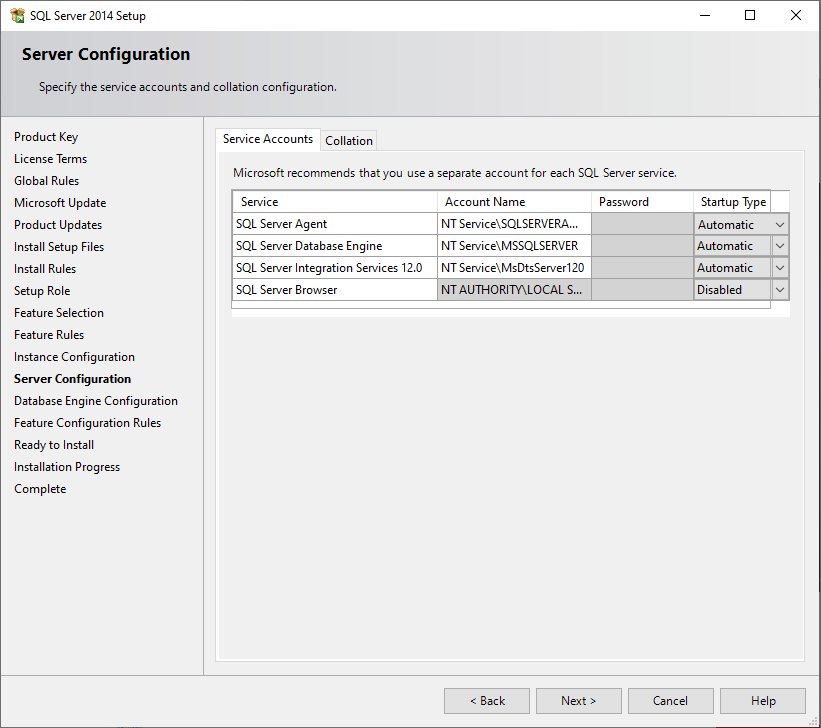 SQL Server 2014 Setup
Server Configuration
Specify the service accounts and collation configuration.
Product Key
License Terms
Global Rules
Microsoft Update
Product Updates
Install Setup Files
Install Rules
Setup Role
Feature Selection
Feature Rules
Instance Configuration
Server Configuration
Database Engine Configuration
Feature Configuration Rules
Ready to Install
Installation Progress
Complete
Service Accounts Collation
Microsoft recommends that you use a separate account for each SQL Server service.
Service Account Name Password Startup Type
SQL Server Agent NT Service\SQLSERVERA... Automatic
SQL Server Database Engine NT Service\MSSQLSERVER Automatic
SQL Server Integration Services 12.0 NT Service\MsDtsServer120 Automatic
SQL Server Browser NT AUTHORITY\LOCAL S... Disabled
< Back Next > Cancel Help